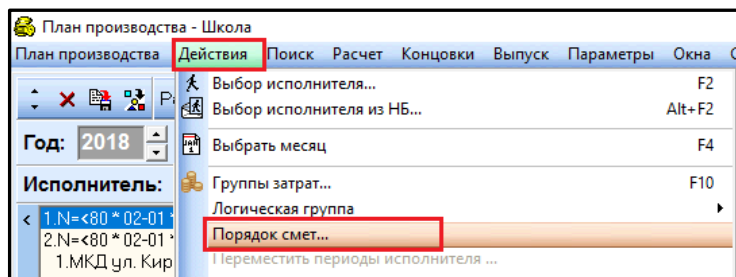 План производства - Школа
План производства Действия Поиск Расчет Концовки Выпуск Параметры Окна
Выбор исполнителя... F2
Выбор исполнителя из НБ... Alt+F2
Год: 2018
Выбрать месяц F4
Исполнитель:
Группы затрат... F10
Логическая группа
1.N=<80 * 02-01 *
Порядок смет...
2.N=<80 * 02-01 *
1.МКД ул. Кир
Переместить периоды исполнителя ...